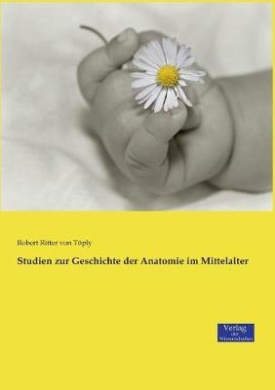 Robert Ritter von Töply
Studien zur Geschichte der Anatomie im Mittelalter
Verlag
der
Wissenschaften